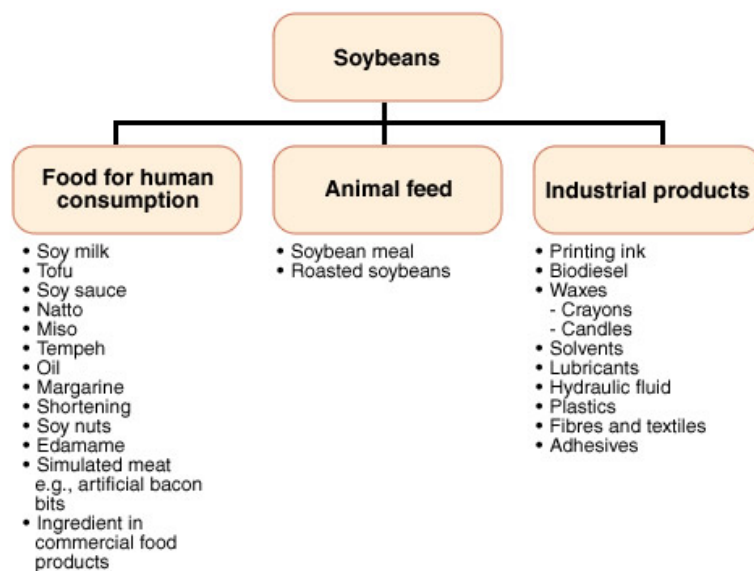 Soybeans
Food for human
consumption
• Soy milk
• Tofu
• Soy sauce
• Natto
• Miso
• Tempeh
• Oil
• Margarine
• Shortening
• Soy nuts
• Edamame
• Simulated meat
e.g., artificial bacon
bits
• Ingredient in
commercial food
products
Animal feed
• Soybean meal
• Roasted soybeans
Industrial products
• Printing ink
• Biodiesel
• Waxes
- Crayons
- Candles
• Solvents
• Lubricants
• Hydraulic fluid
• Plastics
• Fibres and textiles
• Adhesives